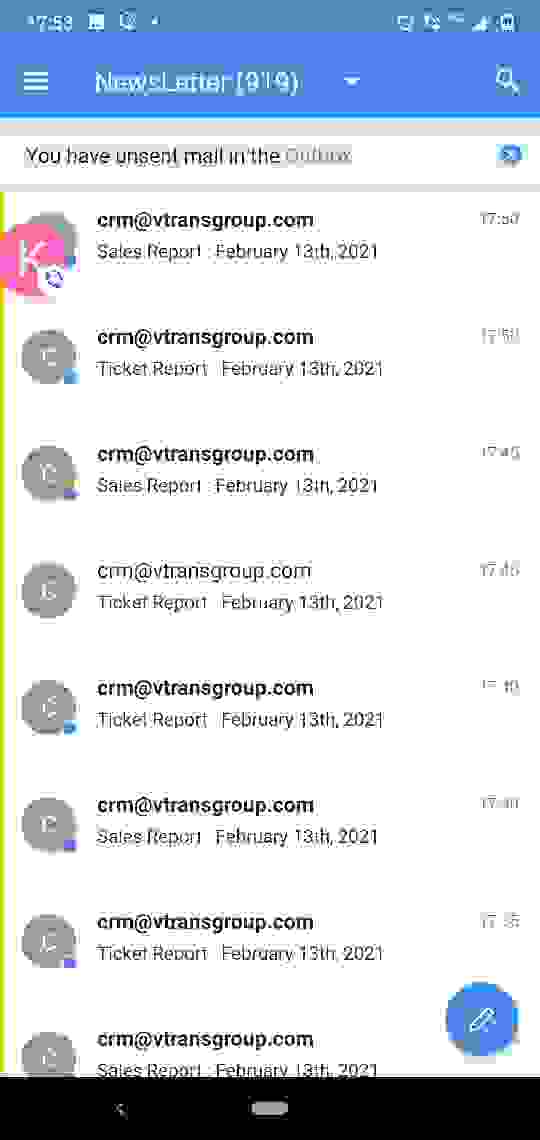 17:53
NewsLetter (919)
You have unsent mail in the Outbox
K
crm@vtransgroup.com 17:50
Sales Report : February 13th, 2021
C
crm@vtransgroup.com 17:50
Ticket Report : February 13th, 2021
C
crm@vtransgroup.com 17:45
Sales Report : February 13th, 2021
C
crm@vtransgroup.com 17:45
Ticket Report : February 13th, 2021
C
crm@vtransgroup.com 17:40
Ticket Report : February 13th, 2021
C
crm@vtransgroup.com 17:40
Sales Report : February 13th, 2021
C
crm@vtransgroup.com 17:35
Ticket Report : February 13th, 2021
C
crm@vtransgroup.com
Sales Report : February 13th, 2021